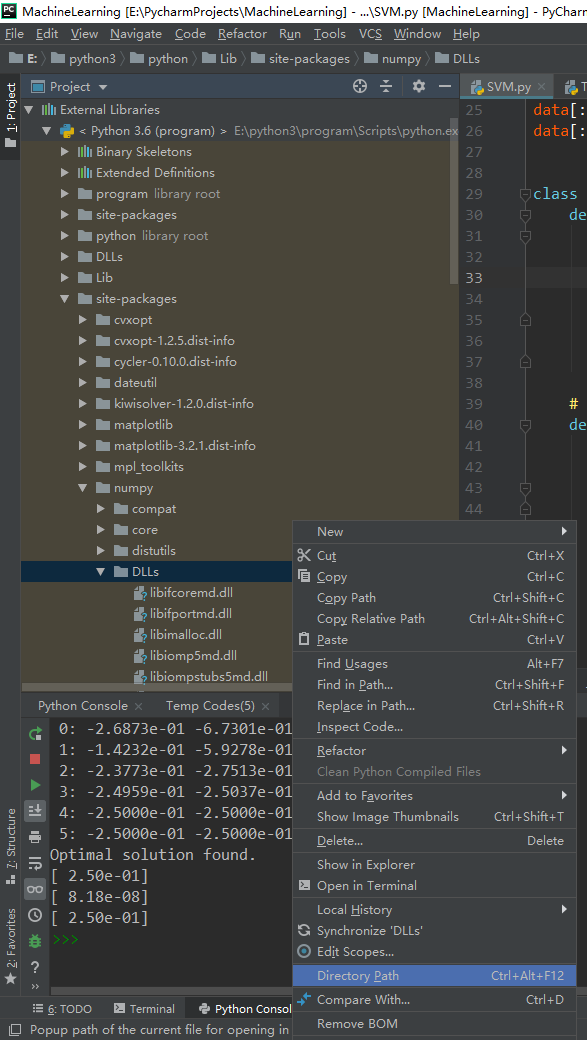 PC MachineLearning [E:\PycharmProjects\MachineLearning] - ...\SVM.py [MachineLearning] - PyChar
File Edit View Navigate Code Refactor Run Tools VCS Window Help
E: python3 python Lib site-packages numpy DLLs
1: Project
Project
SVM.py
External Libraries
< Python 3.6 (program) > E:\python3\program\Scripts\python.ex
Binary Skeletons
Extended Definitions
program library root
site-packages
python library root
DLLs
Lib
site-packages
cvxopt
cvxopt-1.2.5.dist-info
cycler-0.10.0.dist-info
dateutil
kiwisolver-1.2.0.dist-info
matplotlib
matplotlib-3.2.1.dist-info
mpl_toolkits
numpy
compat
core
distutils
DLLs
libifcoremd.dll
libifportmd.dll
libimalloc.dll
libiomp5md.dll
libiompstubs5md.dll
25 data[:
26 data[:
27
28
29 class
30 de
31
32
33
34
35
36
37
38
39 #
40 de
41
42
43
44
New
Cut Ctrl+X
Copy Ctrl+C
Copy Path Ctrl+Shift+C
Copy Relative Path Ctrl+Alt+Shift+C
Paste Ctrl+V
Find Usages Alt+F7
Find in Path... Ctrl+Shift+F
Replace in Path... Ctrl+Shift+R
Inspect Code...
Refactor
Clean Python Compiled Files
Add to Favorites
Show Image Thumbnails Ctrl+Shift+T
Delete... Delete
Show in Explorer
Open in Terminal
Local History
Synchronize 'DLLs'
Edit Scopes...
Directory Path Ctrl+Alt+F12
Compare With... Ctrl+D
Remove BOM
Python Console Temp Codes(5)
0: -2.6873e-01 -6.7301e-01
1: -1.4232e-01 -5.9278e-01
2: -2.3773e-01 -2.7513e-01
3: -2.4959e-01 -2.5037e-01
4: -2.5000e-01 -2.5000e-01
5: -2.5000e-01 -2.5000e-01
Optimal solution found.
[ 2.50e-01]
[ 8.18e-08]
[ 2.50e-01]
>>>
7: Structure
2: Favorites
6: TODO Terminal Python Consol
Popup path of the current file for opening in